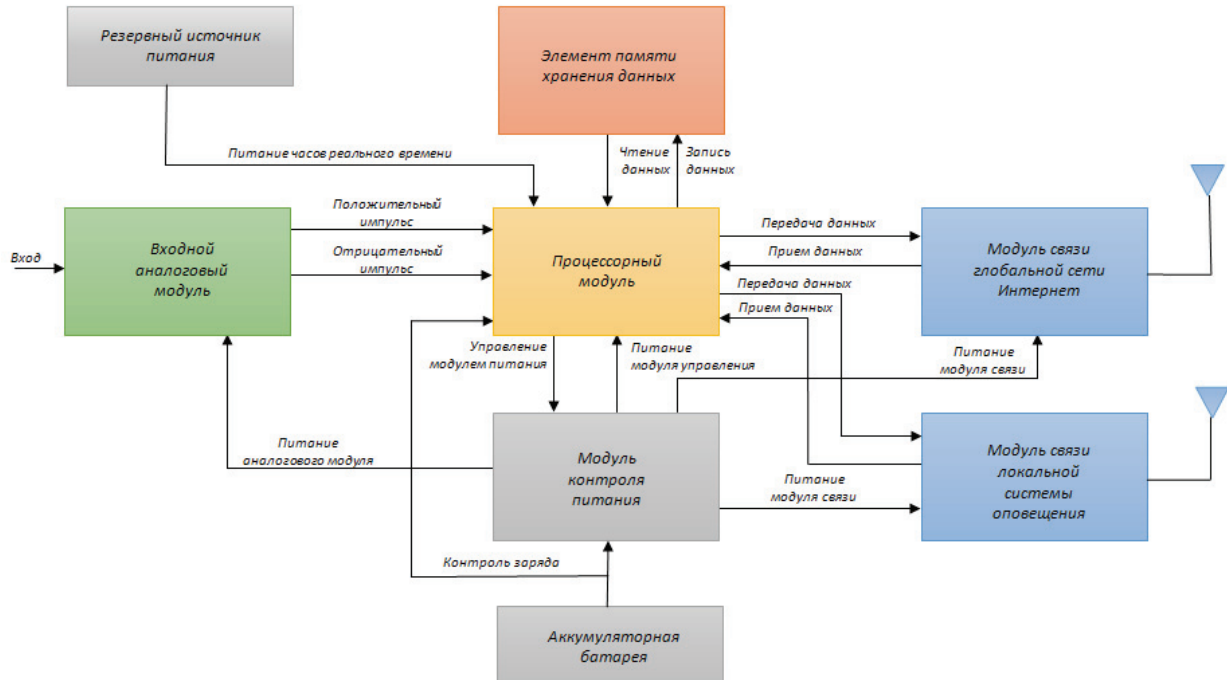 Резервный источник
питания
Элемент памяти
хранения данных
Питание часов реального времени
Чтение
данных
Запись
данных
Вход
Входной
аналоговый
модуль
Положительный
импульс
Отрицательный
импульс
Процессорный
модуль
Передача данных
Прием данных
Передача данных
Прием данных
Модуль связи
глобальной сети
Интернет
Управление
модулем питания
Питание
модуля управления
Питание
модуля связи
Питание
аналогового модуля
Модуль
контроля
питания
Питание
модуля связи
Модуль связи
локальной
системы
оповещения
Контроль заряда
Аккумуляторная
батарея